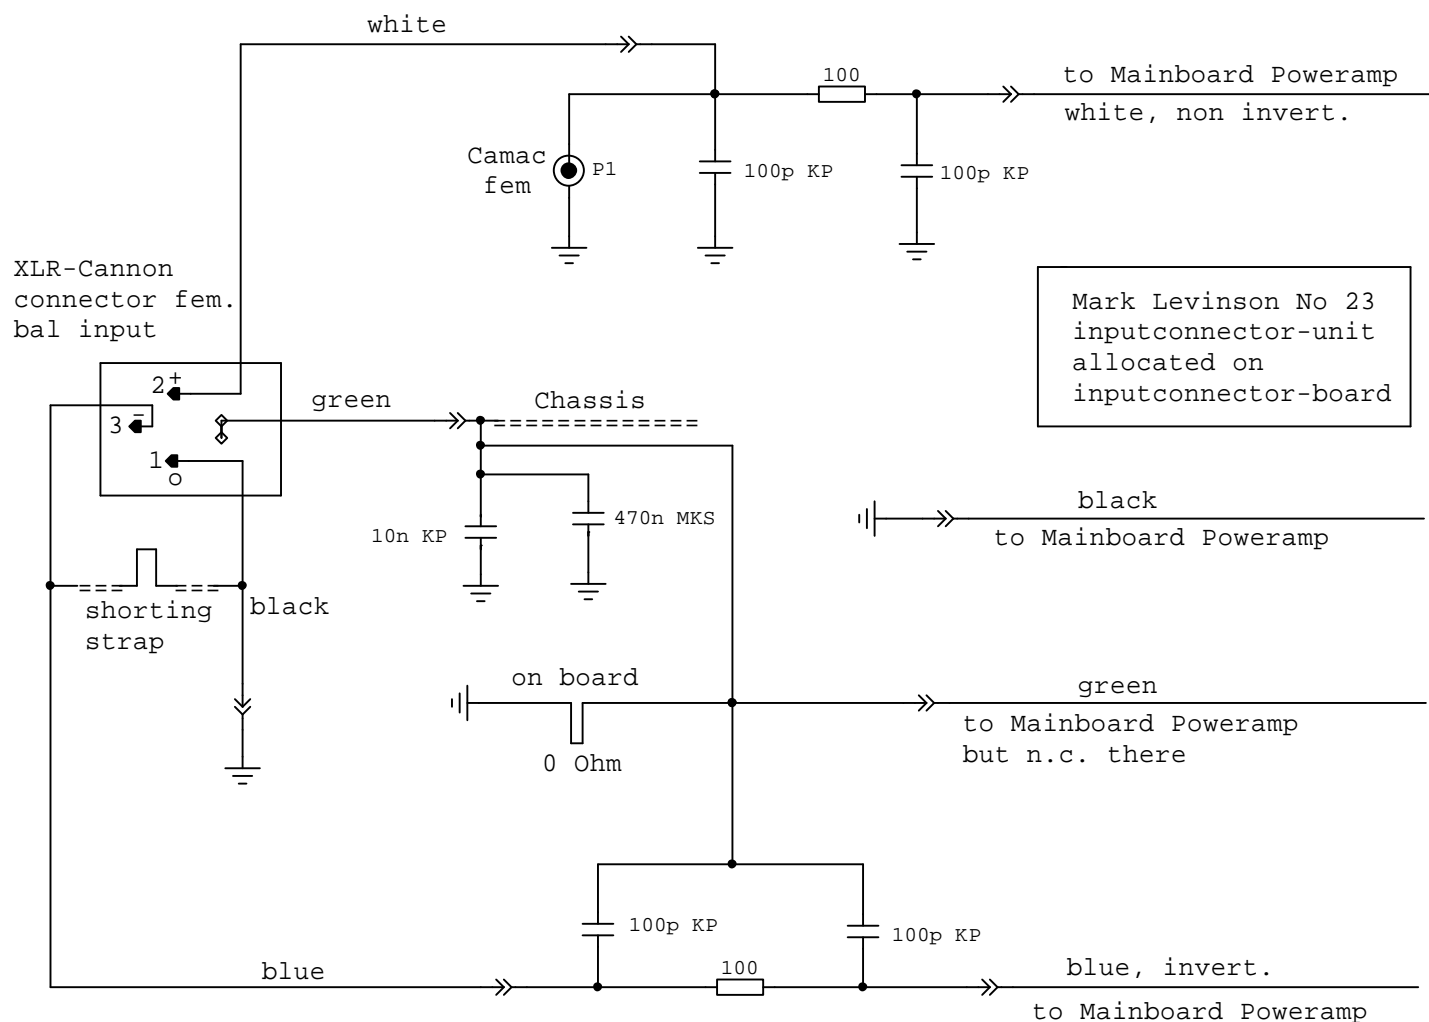 white
100
to Mainboard Poweramp
white, non invert.
Camac
fem
P1
100p KP
100p KP
XLR-Cannon
connector fem.
bal input
Mark Levinson No 23
inputconnector-unit
allocated on
inputconnector-board
2
+
3
-
1
o
green
Chassis
10n KP
470n MKS
black
to Mainboard Poweramp
shorting
strap
black
on board
0 Ohm
green
to Mainboard Poweramp
but n.c. there
100p KP
100p KP
blue
100
blue, invert.
to Mainboard Poweramp